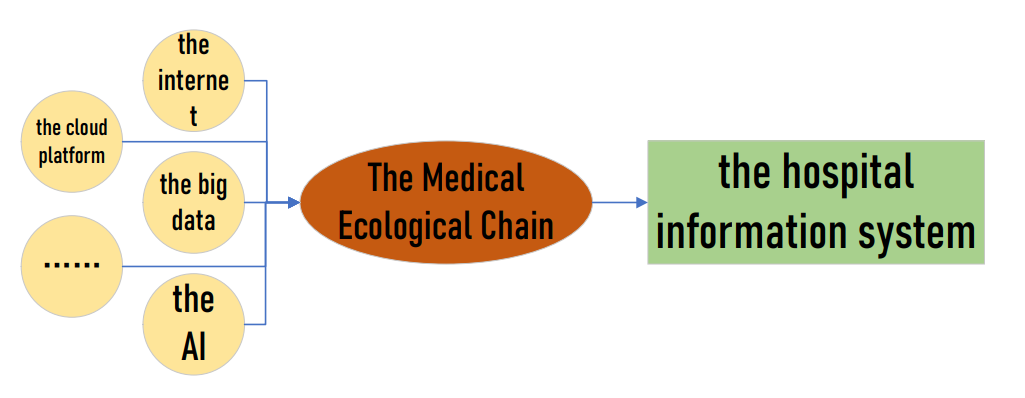 the
interne
t
the cloud
platform
the big
data
......
the
AI
The Medical
Ecological Chain
the hospital
information system